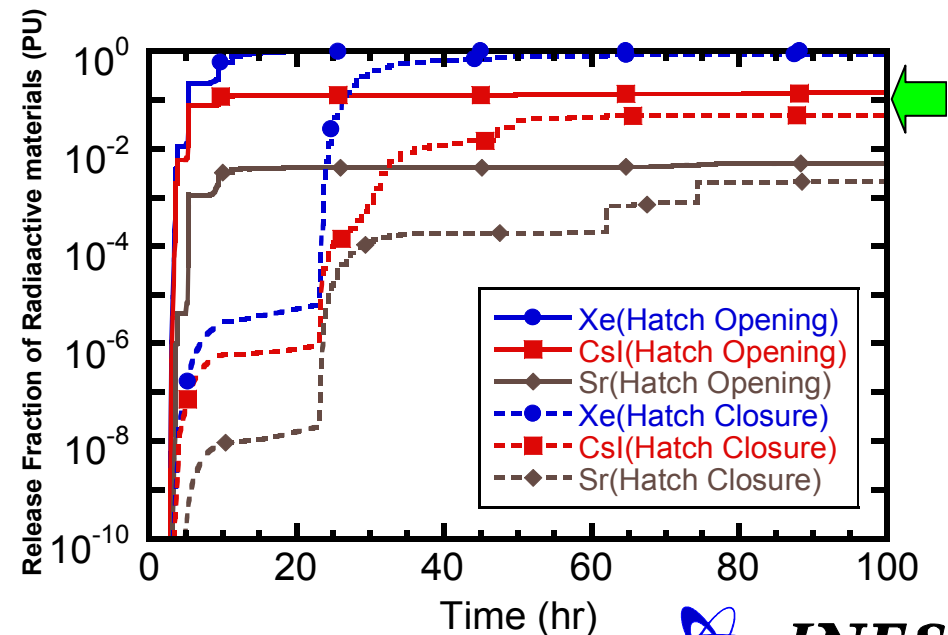 Release Fraction of Radiaactive materials (PU)
10^0
10^-2
10^-4
10^-6
10^-8
10^-10
Xe(Hatch Opening)
CsI(Hatch Opening)
Sr(Hatch Opening)
Xe(Hatch Closure)
CsI(Hatch Closure)
Sr(Hatch Closure)
0 20 40 60 80 100
Time (hr)
JNES